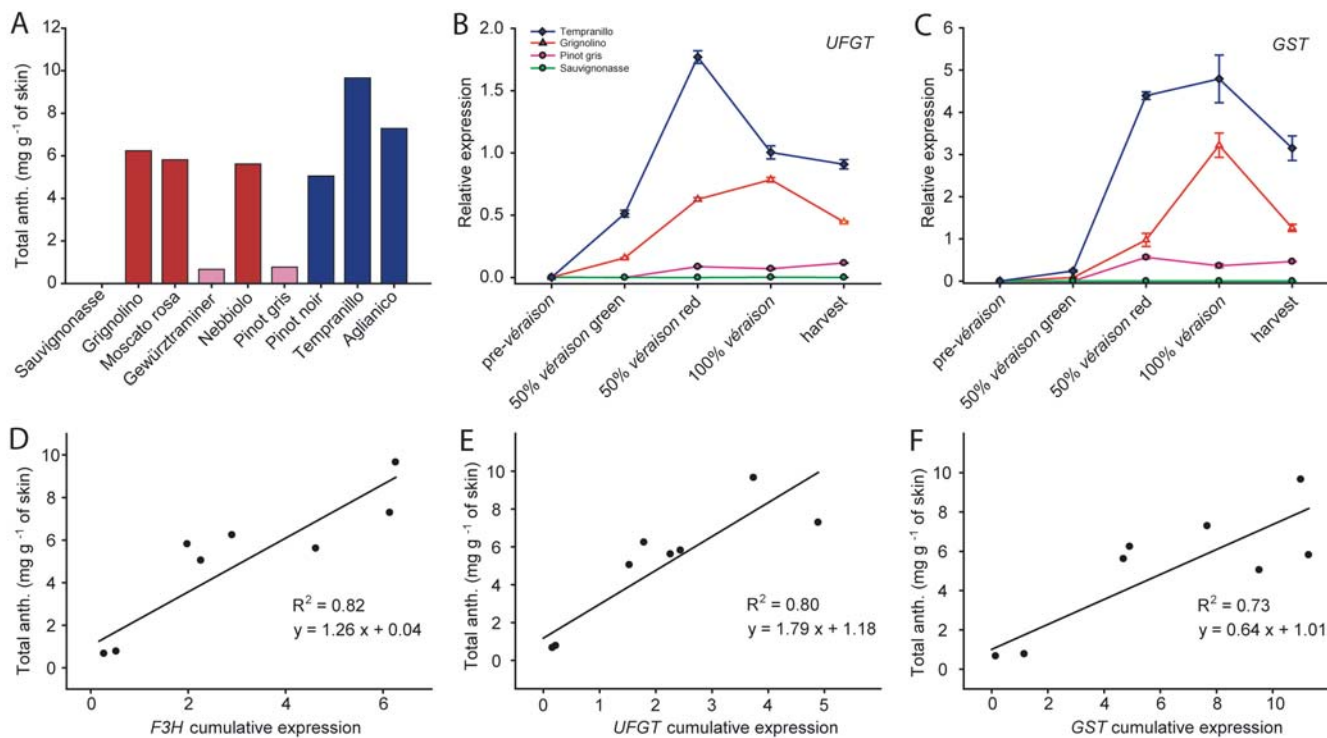 A
Total anth. (mg g⁻¹ of skin)
12
10
8
6
4
2
0
Sauvignonasse
Grignolino
Moscato rosa
Gewürztraminer
Nebbiolo
Pinot gris
Pinot noir
Tempranillo
Aglianico
B
Relative expression
2.0
1.5
1.0
0.5
0.0
Tempranillo
Grignolino
Pinot gris
Sauvignonasse
UFGT
pre-véraison
50% véraison green
50% véraison red
100% véraison
harvest
C
Relative expression
6
5
4
3
2
1
0
GST
pre-véraison
50% véraison green
50% véraison red
100% véraison
harvest
D
Total anth. (mg g⁻¹ of skin)
10
8
6
4
2
0
R² = 0.82
y = 1.26 x + 0.04
0 2 4 6
F3H cumulative expression
E
Total anth. (mg g⁻¹ of skin)
10
8
6
4
2
0
R² = 0.80
y = 1.79 x + 1.18
0 1 2 3 4 5
UFGT cumulative expression
F
Total anth. (mg g⁻¹ of skin)
10
8
6
4
2
0
R² = 0.73
y = 0.64 x + 1.01
0 2 4 6 8 10
GST cumulative expression